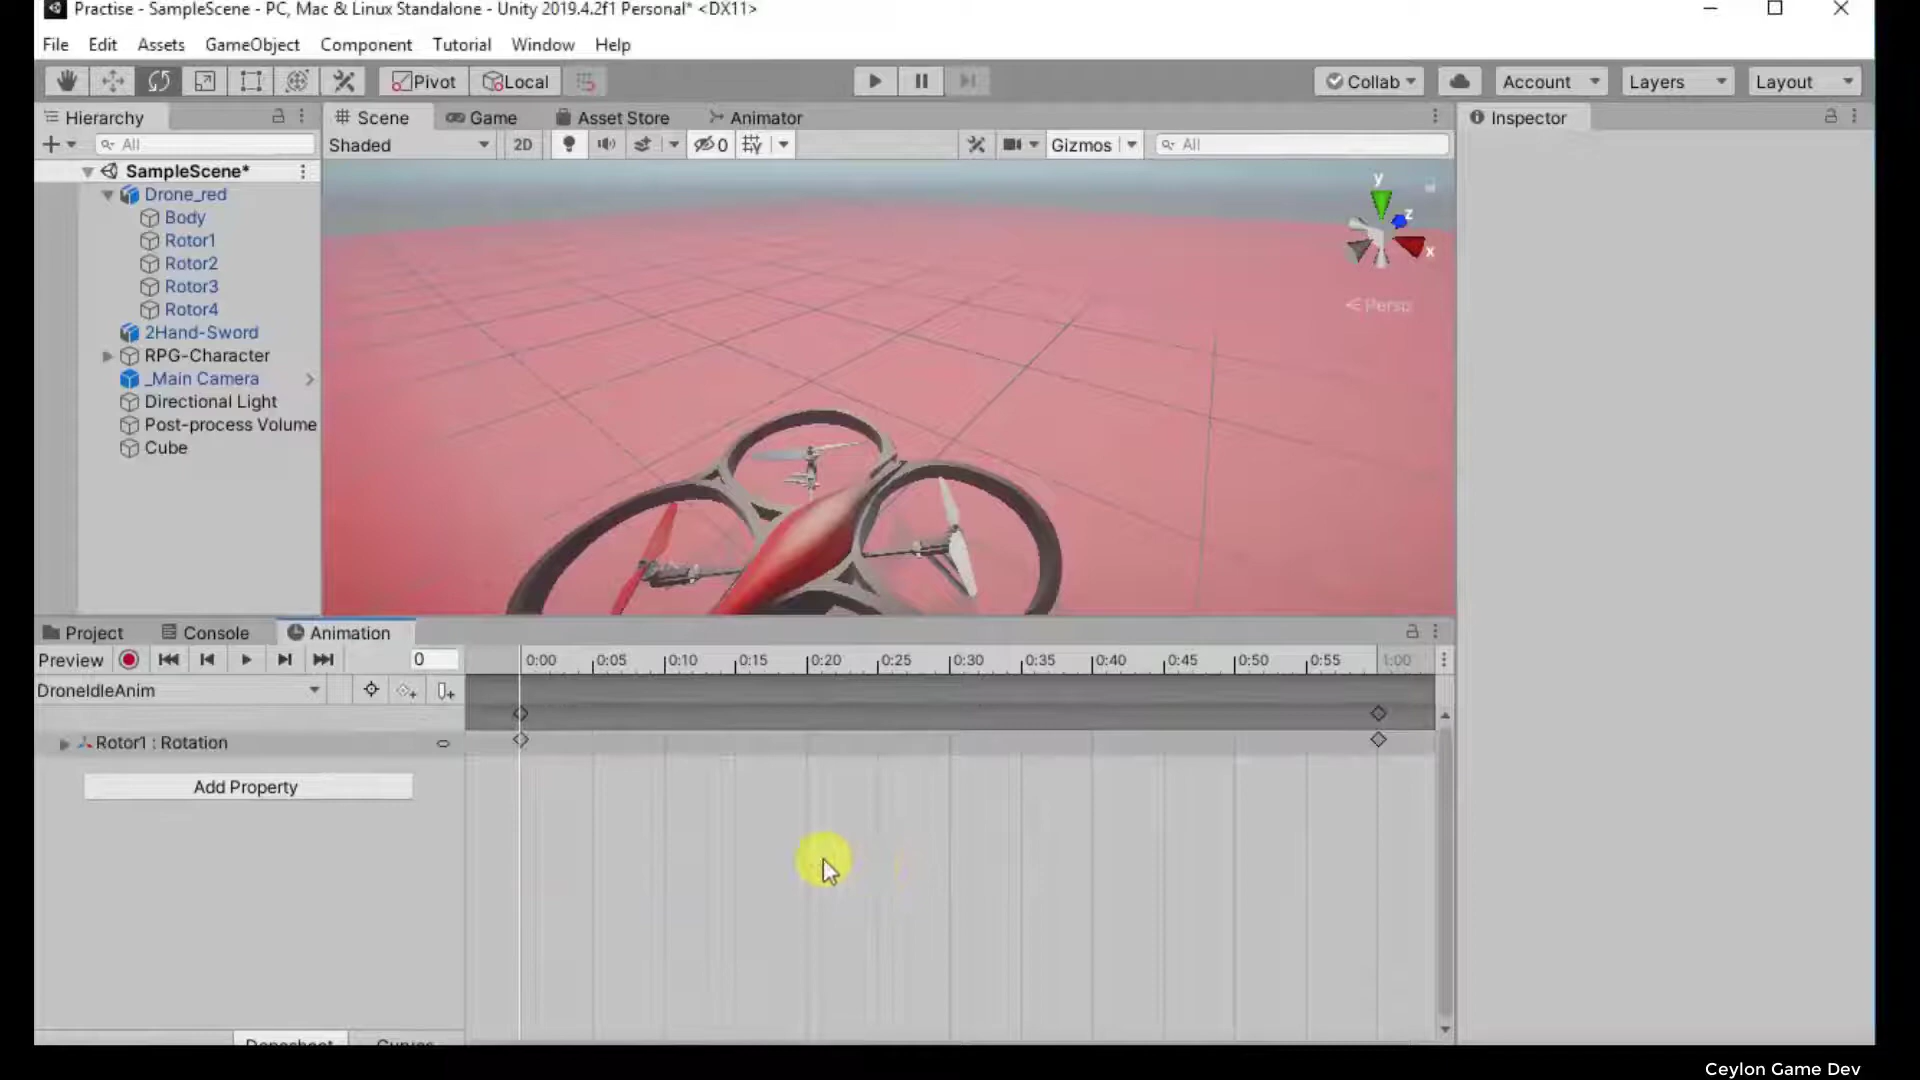 Practise - SampleScene - PC, Mac & Linux Standalone - Unity 2019.4.2f1 Personal* <DX11>
File Edit Assets GameObject Component Tutorial Window Help
Pivot Local Collab Account Layers Layout
Hierarchy Scene Game Asset Store Animator Inspector
All Shaded 2D 0 Gizmos All
SampleScene*
Drone_red
Body
Rotor1
Rotor2
Rotor3
Rotor4
2Hand-Sword
RPG-Character
_Main Camera
Directional Light
Post-process Volume
Cube
y
z
x
Persp
Project Console Animation
Preview 0 0:00 0:05 0:10 0:15 0:20 0:25 0:30 0:35 0:40 0:45 0:50 0:55 1:00
DroneIdleAnim
Rotor1 : Rotation
Add Property
Dopesheet Curves
Ceylon Game Dev